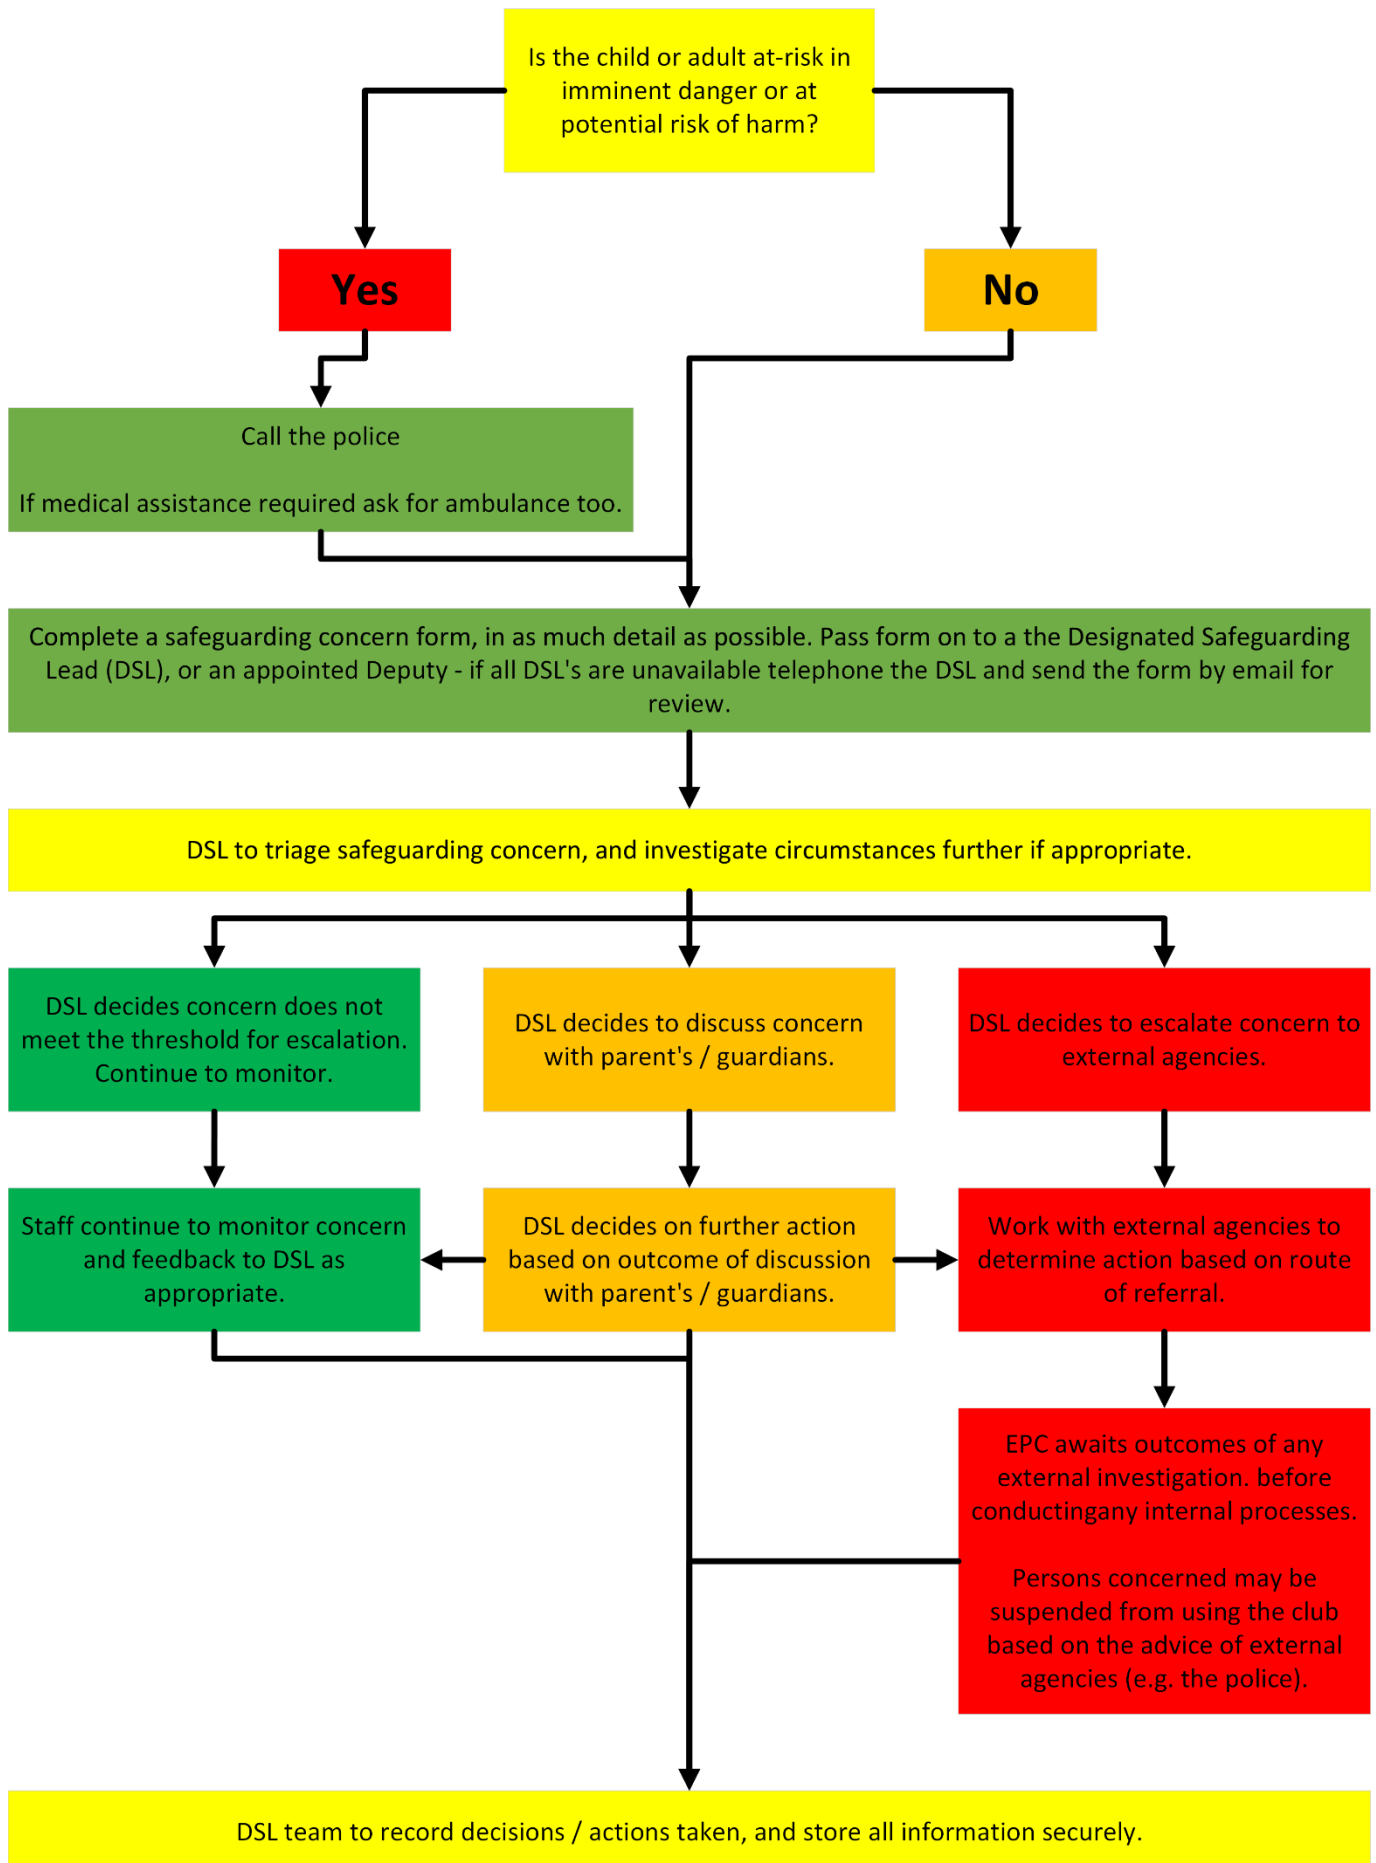 Is the child or adult at-risk in
imminent danger or at
potential risk of harm?
Yes
No
Call the police
If medical assistance required ask for ambulance too.
Complete a safeguarding concern form, in as much detail as possible. Pass form on to a the Designated Safeguarding
Lead (DSL), or an appointed Deputy - if all DSL's are unavailable telephone the DSL and send the form by email for
review.
DSL to triage safeguarding concern, and investigate circumstances further if appropriate.
DSL decides concern does not
meet the threshold for escalation.
Continue to monitor.
DSL decides to discuss concern
with parent's / guardians.
DSL decides to escalate concern to
external agencies.
Staff continue to monitor concern
and feedback to DSL as
appropriate.
DSL decides on further action
based on outcome of discussion
with parent's / guardians.
Work with external agencies to
determine action based on route
of referral.
EPC awaits outcomes of any
external investigation. before
conductingany internal processes.
Persons concerned may be
suspended from using the club
based on the advice of external
agencies (e.g. the police).
DSL team to record decisions / actions taken, and store all information securely.